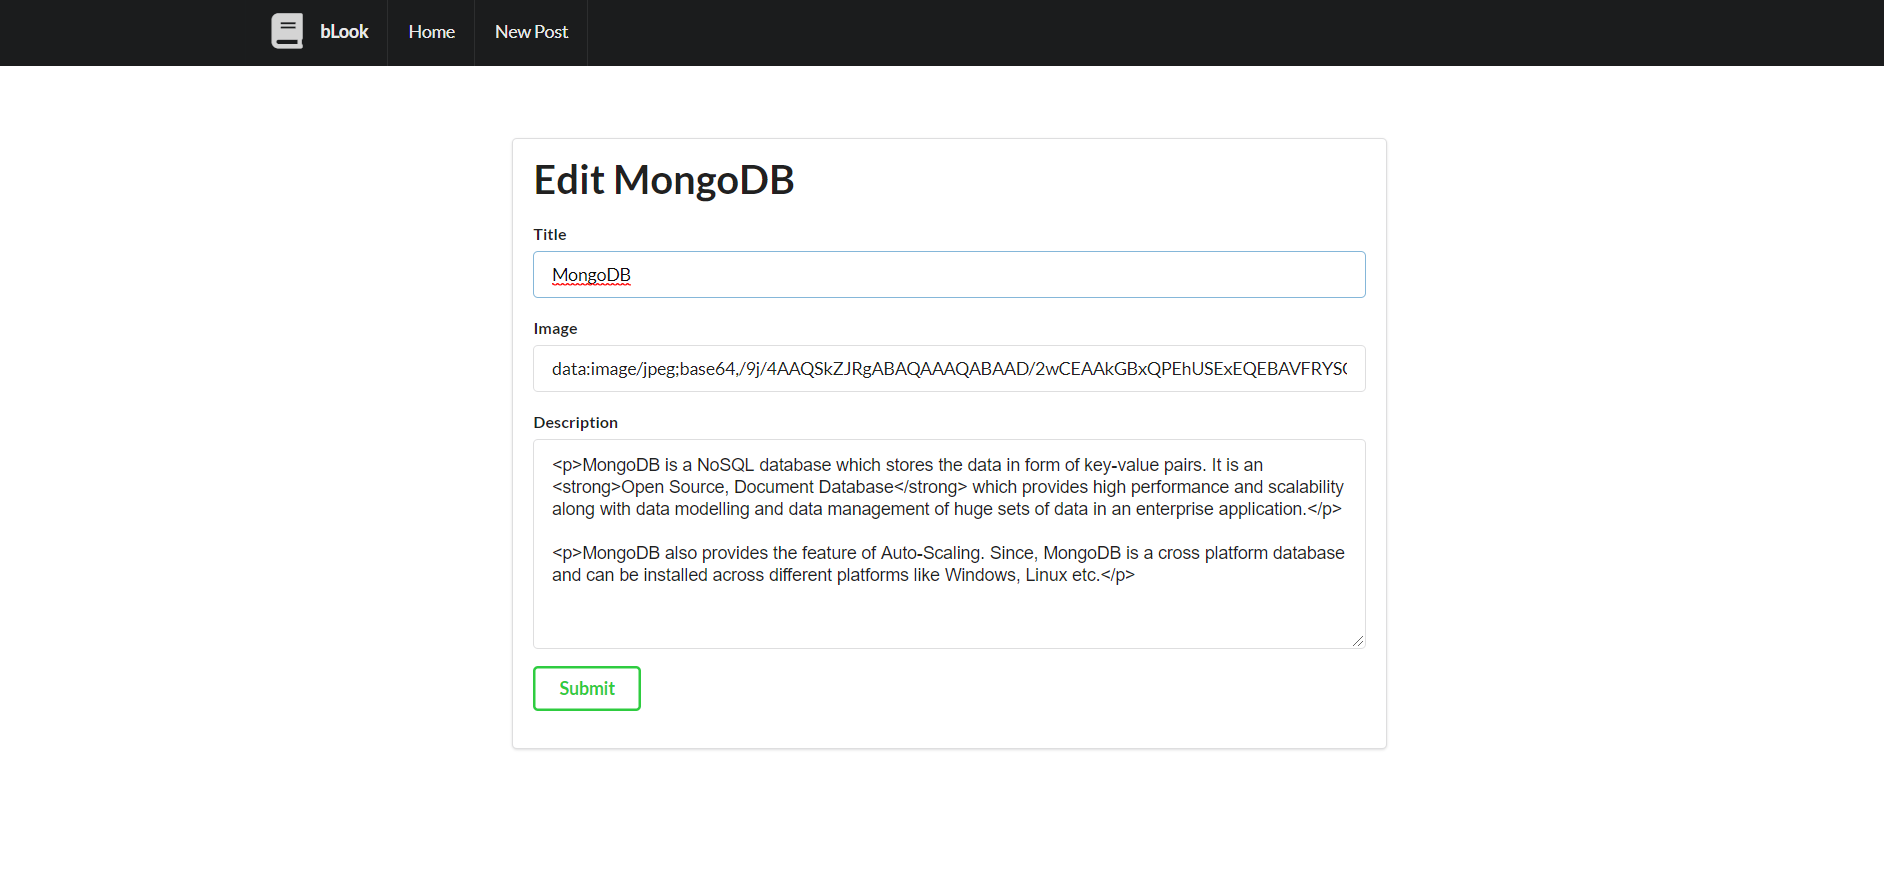 bLook Home New Post
Edit MongoDB
Title
MongoDB
Image
data:image/jpeg;base64,/9j/4AAQSkZJRgABAQAAAQABAAD/2wCEAAkGBxQPEhUSExEQEBAVFRYS
Description
<p>MongoDB is a NoSQL database which stores the data in form of key-value pairs. It is an
<strong>Open Source, Document Database</strong> which provides high performance and scalability
along with data modelling and data management of huge sets of data in an enterprise application.</p>
<p>MongoDB also provides the feature of Auto-Scaling. Since, MongoDB is a cross platform database
and can be installed across different platforms like Windows, Linux etc.</p>
Submit